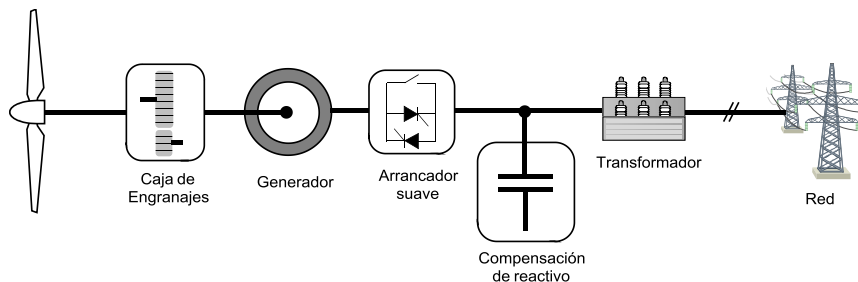 Caja de
Engranajes
Generador
Arrancador
suave
Compensación
de reactivo
Transformador
Red